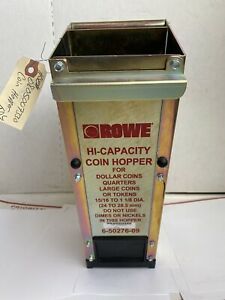 ROWE
HI-CAPACITY
COIN HOPPER
FOR
DOLLAR COINS
QUARTERS
LARGE COINS
OR TOKENS
15/16 TO 1 1/8 DIA.
(24 TO 28.5 mm)
DO NOT USE
DIMES OR NICKELS
IN THIS HOPPER
6-50276-09